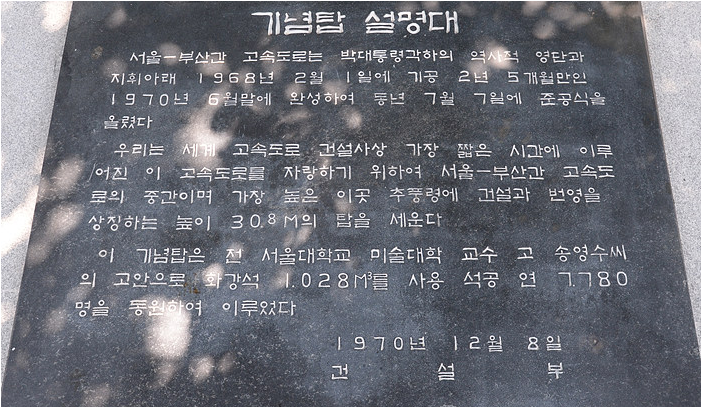 기념탑 설명대
서울-부산간 고속도로는 박대통령각하의 역사적 영단과
지휘아래 1968년 2월 1일에 기공 2년 5개월만인
1970년 6월말에 완성하여 동년 7월 7일에 준공식을
올렸다
우리는 세계 고속도로 건설사상 가장 짧은 시간에 이루
어진 이 고속도로를 자랑하기 위하여 서울-부산간 고속도
로의 중간이며 가장 높은 이곳 추풍령에 건설과 번영을
상징하는 높이 30.8M의 탑을 세운다
이 기념탑은 전 서울대학교 미술대학 교수 고 송영수씨
의 고안으로 화강석 1.028M³를 사용 석공 연 7.780
명을 동원하여 이루었다
1970년 12월 8일
건 설 부